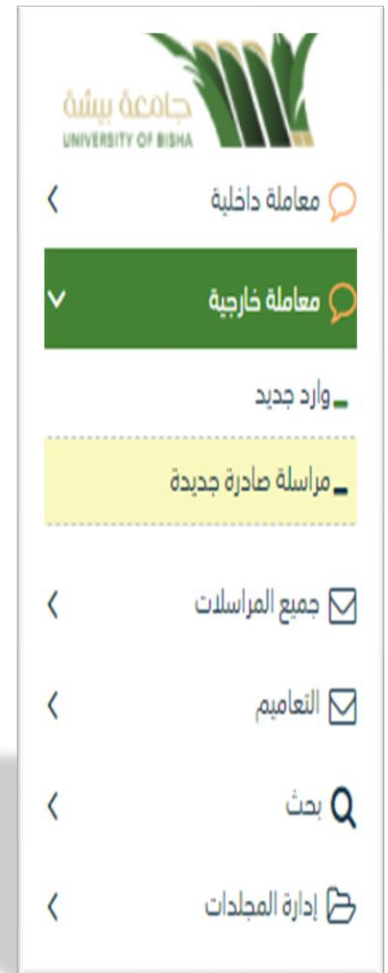 جامعة بيشة
UNIVERSITY OF BISHA
معاملة داخلية
معاملة خارجية
وارد جديد
مراسلة صادرة جديدة
جميع المراسلات
التعاميم
بحث
إدارة المجلدات